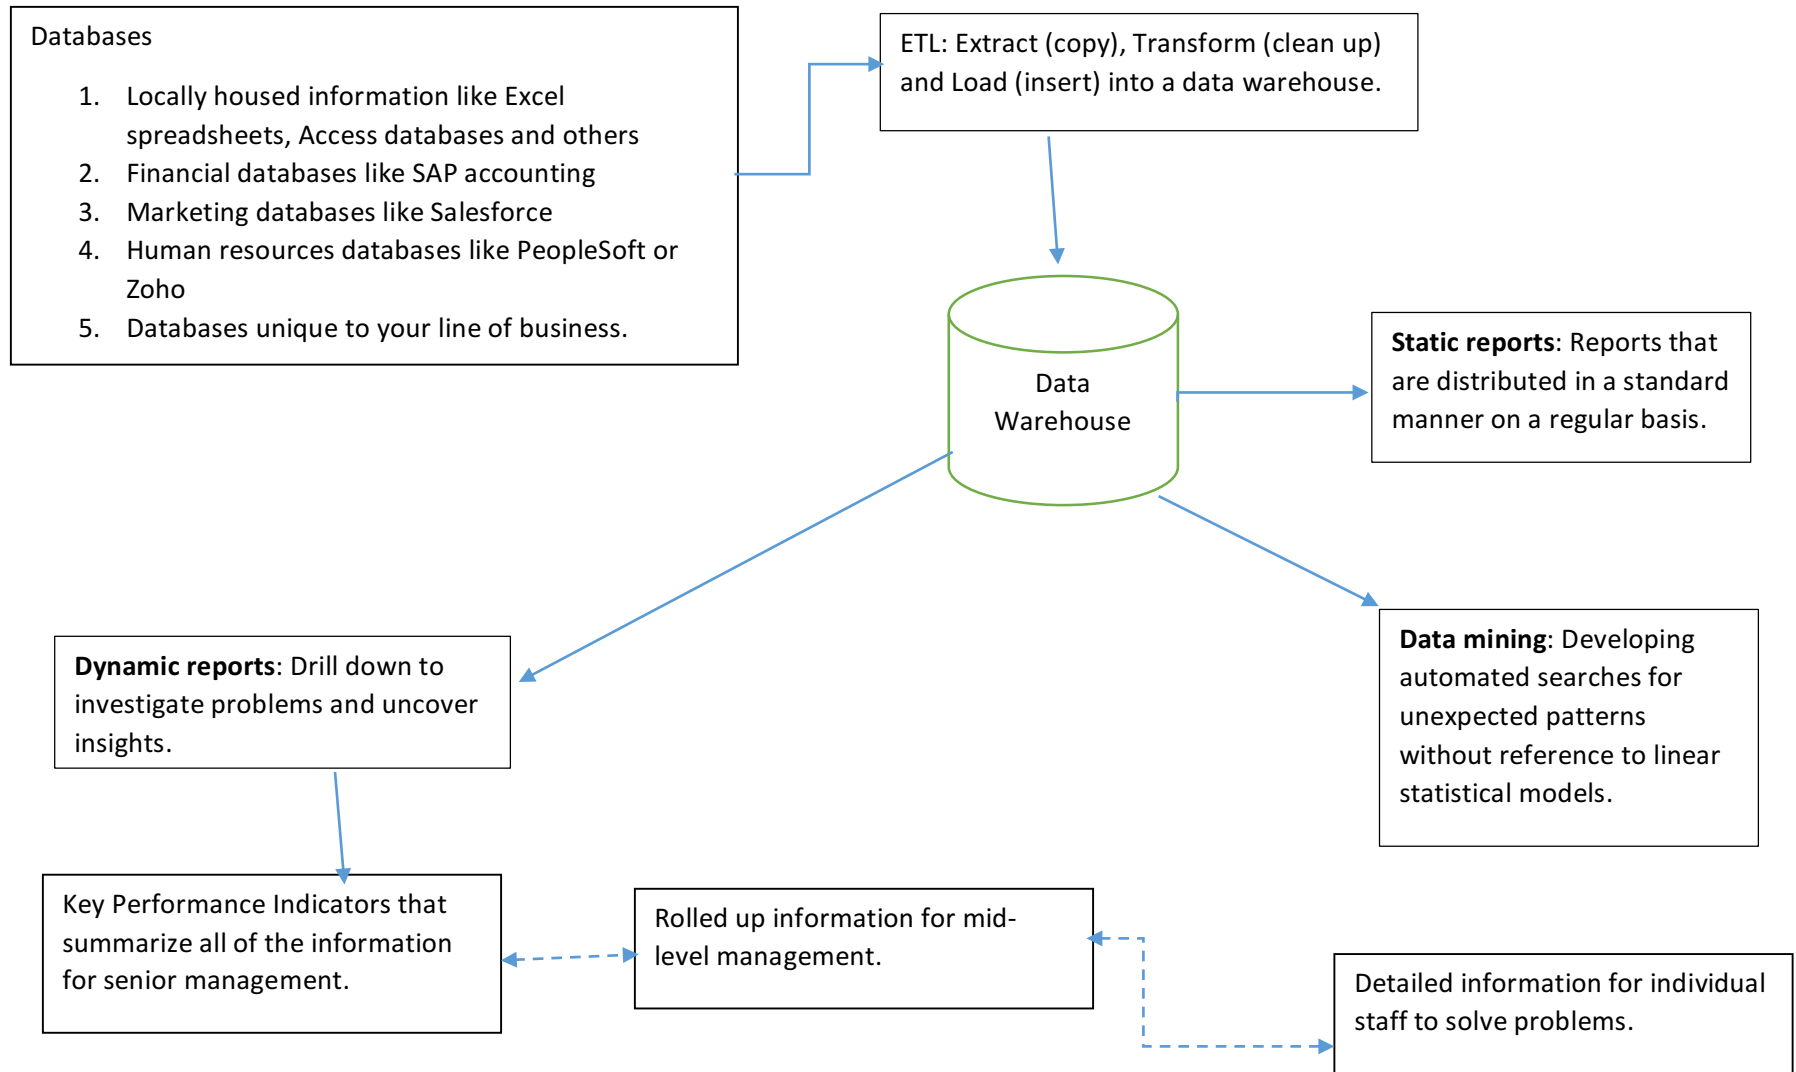 Databases
1. Locally housed information like Excel
spreadsheets, Access databases and others
2. Financial databases like SAP accounting
3. Marketing databases like Salesforce
4. Human resources databases like PeopleSoft or
Zoho
5. Databases unique to your line of business.
ETL: Extract (copy), Transform (clean up)
and Load (insert) into a data warehouse.
Data
Warehouse
Static reports: Reports that
are distributed in a standard
manner on a regular basis.
Dynamic reports: Drill down to
investigate problems and uncover
insights.
Data mining: Developing
automated searches for
unexpected patterns
without reference to linear
statistical models.
Key Performance Indicators that
summarize all of the information
for senior management.
Rolled up information for mid-
level management.
Detailed information for individual
staff to solve problems.